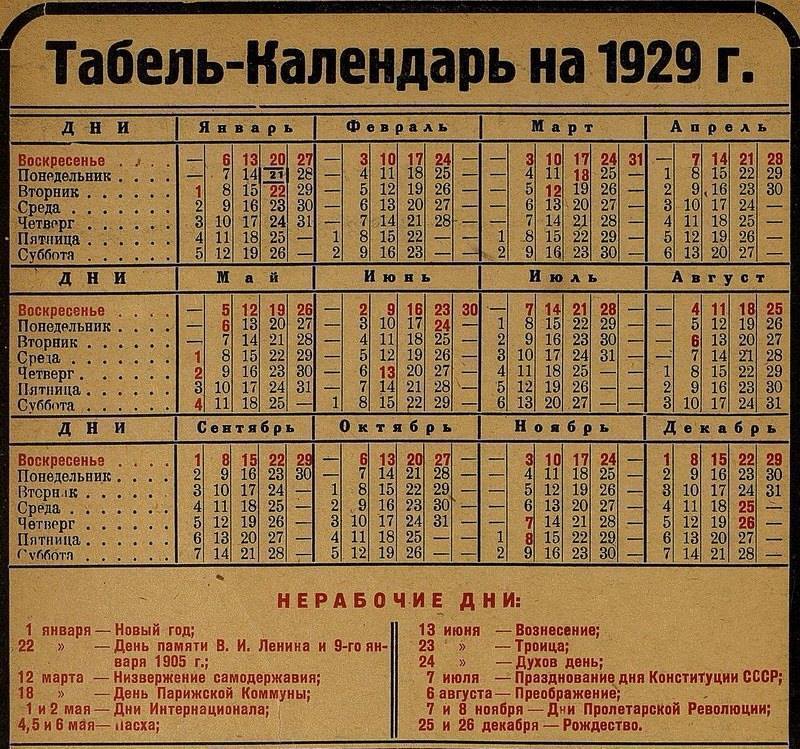 Табель-Календарь на 1929 г.
ДНИ Январь Февраль Март Апрель
Воскресенье — 6 13 20 27 — 3 10 17 24 — — 3 10 17 24 31 — 7 14 21 28
Понедельник — 7 14 21 28 — 4 11 18 25 — — 4 11 18 25 — 1 8 15 22 29
Вторник 1 8 15 22 29 — 5 12 19 26 — — 5 12 19 26 — 2 9 16 23 30
Среда 2 9 16 23 30 — 6 13 20 27 — — 6 13 20 27 — 3 10 17 24 —
Четверг 3 10 17 24 31 — 7 14 21 28 — — 7 14 21 28 — 4 11 18 25 —
Пятница 4 11 18 25 — 1 8 15 22 — — 1 8 15 22 29 — 5 12 19 26 —
Суббота 5 12 19 26 — 2 9 16 23 — — 2 9 16 23 30 — 6 13 20 27 —
ДНИ Май Июнь Июль Август
Воскресенье — 5 12 19 26 — 2 9 16 23 30 — 7 14 21 28 — 4 11 18 25
Понедельник — 6 13 20 27 — 3 10 17 24 — 1 8 15 22 29 — 5 12 19 26
Вторник — 7 14 21 28 — 4 11 18 25 — 2 9 16 23 30 — 6 13 20 27
Среда 1 8 15 22 29 — 5 12 19 26 — 3 10 17 24 31 — 7 14 21 28
Четверг 2 9 16 23 30 — 6 13 20 27 — 4 11 18 25 — 1 8 15 22 29
Пятница 3 10 17 24 31 — 7 14 21 28 — 5 12 19 26 — 2 9 16 23 30
Суббота 4 11 18 25 — 1 8 15 22 29 — 6 13 20 27 — 3 10 17 24 31
ДНИ Сентябрь Октябрь Ноябрь Декабрь
Воскресенье 1 8 15 22 29 — 6 13 20 27 — — 3 10 17 24 — 1 8 15 22 29
Понедельник 2 9 16 23 30 — 7 14 21 28 — — 4 11 18 25 — 2 9 16 23 30
Вторник 3 10 17 24 — 1 8 15 22 29 — — 5 12 19 26 — 3 10 17 24 31
Среда 4 11 18 25 — 2 9 16 23 30 — — 6 13 20 27 — 4 11 18 25 —
Четверг 5 12 19 26 — 3 10 17 24 31 — — 7 14 21 28 — 5 12 19 26 —
Пятница 6 13 20 27 — 4 11 18 25 — — 1 8 15 22 29 — 6 13 20 27 —
Суббота 7 14 21 28 — 5 12 19 26 — — 2 9 16 23 30 — 7 14 21 28 —
НЕРАБОЧИЕ ДНИ:
1 января — Новый год;
22 » — День памяти В. И. Ленина и 9-го ян-
варя 1905 г.;
12 марта — Низвержение самодержавия;
18 » — День Парижской Коммуны;
1 и 2 мая — Дни Интернационала;
4, 5 и 6 мая — Пасха;
13 июня — Вознесение;
23 » — Троица;
24 » — Духов день;
7 июля — Празднование дня Конституции СССР;
6 августа — Преображение;
7 и 8 ноября — Дни Пролетарской Революции;
25 и 26 декабря — Рождество.